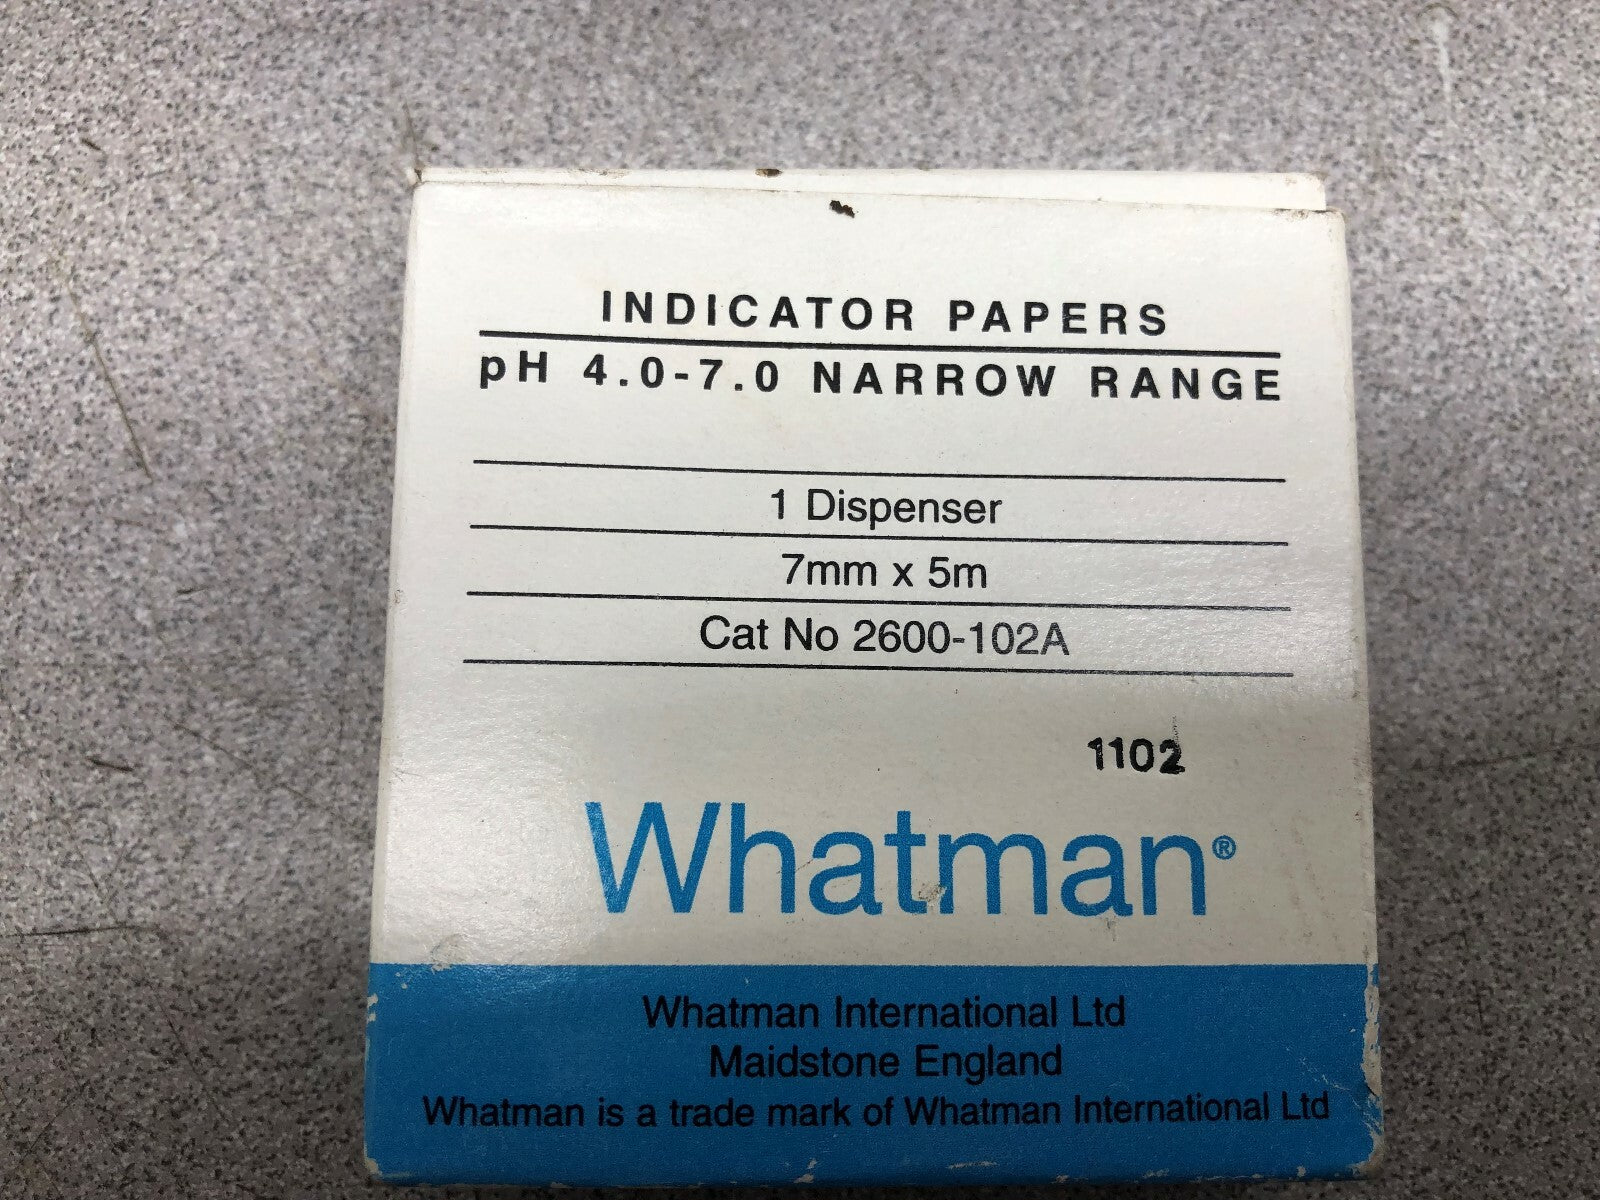 INDICATOR PAPERS
pH 4.0-7.0 NARROW RANGE
1 Dispenser
7mm x 5m
Cat No 2600-102A
1102
Whatman®
Whatman International Ltd
Maidstone England
Whatman is a trade mark of Whatman International Ltd